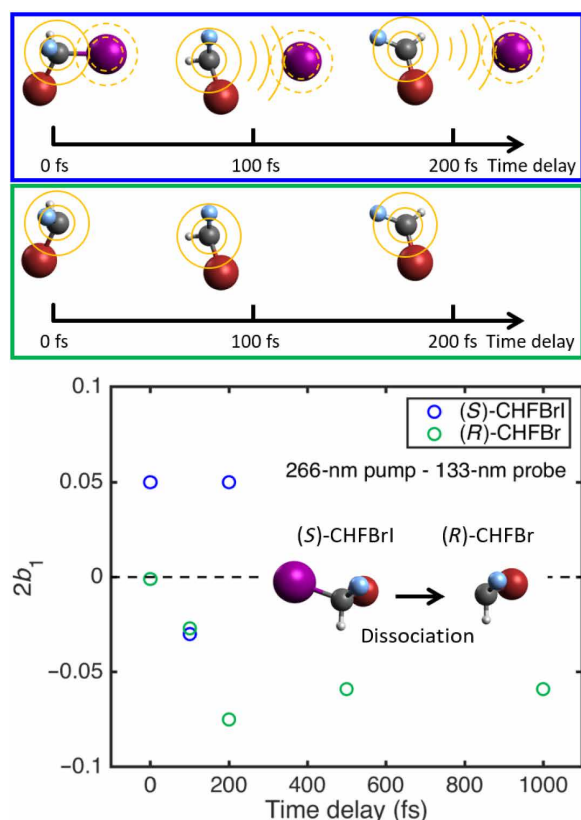 0 fs 100 fs 200 fs Time delay
0 fs 100 fs 200 fs Time delay
0.1
(S)-CHFBrI
(R)-CHFBr
266-nm pump - 133-nm probe
0.05
(S)-CHFBrI (R)-CHFBr
0
2b₁
Dissociation
−0.05
−0.1
0 200 400 600 800 1000
Time delay (fs)